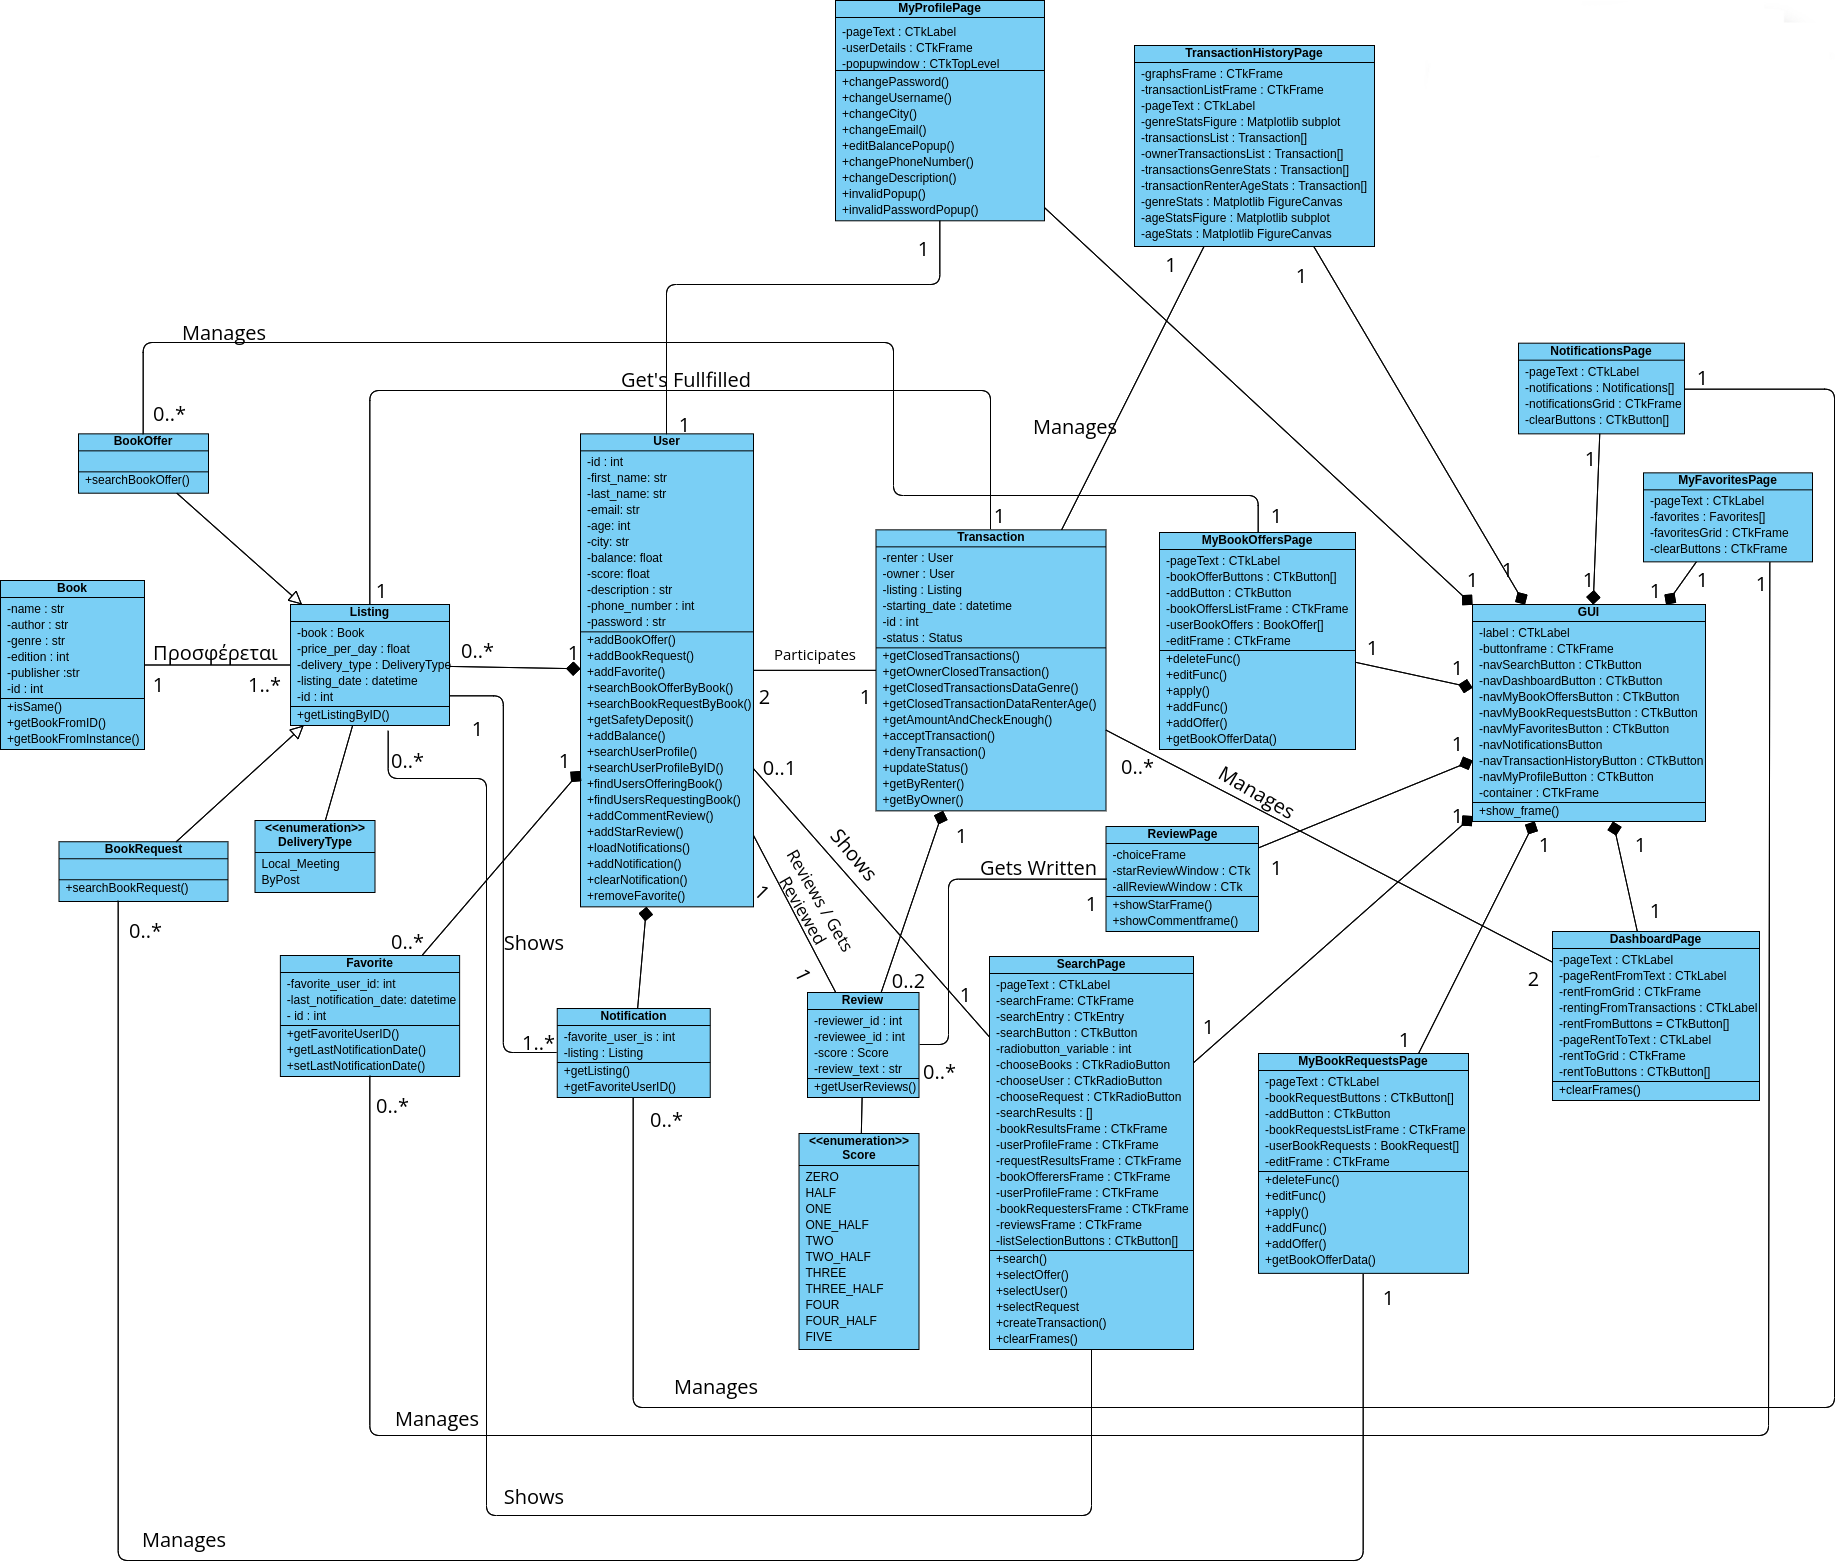 MyProfilePage
-pageText : CTkLabel
-userDetails : CTkFrame
-popupwindow : CTkTopLevel
+changePassword()
+changeUsername()
+changeCity()
+changeEmail()
+editBalancePopup()
+changePhoneNumber()
+changeDescription()
+invalidPopup()
+invalidPasswordPopup()
1
TransactionHistoryPage
-graphsFrame : CTkFrame
-transactionListFrame : CTkFrame
-pageText : CTkLabel
-genreStatsFigure : Matplotlib subplot
-transactionsList : Transaction[]
-ownerTransactionsList : Transaction[]
-transactionsGenreStats : Transaction[]
-transactionRenterAgeStats : Transaction[]
-genreStats : Matplotlib FigureCanvas
-ageStatsFigure : Matplotlib subplot
-ageStats : Matplotlib FigureCanvas
1
1
Manages
Get's Fullfilled
Manages
NotificationsPage
-pageText : CTkLabel
-notifications : Notifications[]
-notificationsGrid : CTkFrame
-clearButtons : CTkButton[]
1
1
MyFavoritesPage
-pageText : CTkLabel
-favorites : Favorites[]
-favoritesGrid : CTkFrame
-clearButtons : CTkFrame
1
1
0..*
BookOffer
+searchBookOffer()
Book
-name : str
-author : str
-genre : str
-edition : int
-publisher :str
-id : int
+isSame()
+getBookFromID()
+getBookFromInstance()
Προσφέρεται
1
1..*
1
Listing
-book : Book
-price_per_day : float
-delivery_type : DeliveryType
-listing_date : datetime
-id : int
+getListingByID()
0..*
1
1
0..*
1
User
-id : int
-first_name: str
-last_name: str
-email: str
-age: int
-city: str
-balance: float
-score: float
-description : str
-phone_number : int
-password : str
+addBookOffer()
+addBookRequest()
+addFavorite()
+searchBookOfferByBook()
+searchBookRequestByBook()
+getSafetyDeposit()
+addBalance()
+searchUserProfile()
+searchUserProfileByID()
+findUsersOfferingBook()
+findUsersRequestingBook()
+addCommentReview()
+addStarReview()
+loadNotifications()
+addNotification()
+clearNotification()
+removeFavorite()
Participates
2
1
0..1
1
1
Transaction
-renter : User
-owner : User
-listing : Listing
-starting_date : datetime
-id : int
-status : Status
+getClosedTransactions()
+getOwnerClosedTransaction()
+getClosedTransactionsDataGenre()
+getClosedTransactionDataRenterAge()
+getAmountAndCheckEnough()
+acceptTransaction()
+denyTransaction()
+updateStatus()
+getByRenter()
+getByOwner()
1
0..*
Manages
1
MyBookOffersPage
-pageText : CTkLabel
-bookOfferButtons : CTkButton[]
-addButton : CTkButton
-bookOffersListFrame : CTkFrame
-userBookOffers : BookOffer[]
-editFrame : CTkFrame
+deleteFunc()
+editFunc()
+apply()
+addFunc()
+addOffer()
+getBookOfferData()
1
1
1
1
1
1
1
1
GUI
-label : CTkLabel
-buttonframe : CTkFrame
-navSearchButton : CTkButton
-navDashboardButton : CTkButton
-navMyBookOffersButton : CTkButton
-navMyBookRequestsButton : CTkButton
-navMyFavoritesButton : CTkButton
-navNotificationsButton
-navTransactionHistoryButton : CTkButton
-navMyProfileButton : CTkButton
-container : CTkFrame
+show_frame()
1
1
BookRequest
+searchBookRequest()
0..*
<<enumeration>>
DeliveryType
Local_Meeting
ByPost
Favorite
-favorite_user_id: int
-last_notification_date: datetime
- id : int
+getFavoriteUserID()
+getLastNotificationDate()
+setLastNotificationDate()
0..*
0..*
Shows
1..*
Notification
-favorite_user_is : int
-listing : Listing
+getListing()
+getFavoriteUserID()
0..*
Reviews / Gets
Reviewed
1
0..2
Review
-reviewer_id : int
-reviewee_id : int
-score : Score
-review_text : str
+getUserReviews()
0..*
<<enumeration>>
Score
ZERO
HALF
ONE
ONE_HALF
TWO
TWO_HALF
THREE
THREE_HALF
FOUR
FOUR_HALF
FIVE
Shows
1
Gets Written
1
ReviewPage
-choiceFrame
-starReviewWindow : CTk
-allReviewWindow : CTk
+showStarFrame()
+showCommentframe()
1
SearchPage
-pageText : CTkLabel
-searchFrame: CTkFrame
-searchEntry : CTkEntry
-searchButton : CTkButton
-radiobutton_variable : int
-chooseBooks : CTkRadioButton
-chooseUser : CTkRadioButton
-chooseRequest : CTkRadioButton
-searchResults : []
-bookResultsFrame : CTkFrame
-userProfileFrame : CTkFrame
-requestResultsFrame : CTkFrame
-bookOfferersFrame : CTkFrame
-userProfileFrame : CTkFrame
-bookRequestersFrame : CTkFrame
-reviewsFrame : CTkFrame
-listSelectionButtons : CTkButton[]
+search()
+selectOffer()
+selectUser()
+selectRequest
+createTransaction()
+clearFrames()
1
1
MyBookRequestsPage
-pageText : CTkLabel
-bookRequestButtons : CTkButton[]
-addButton : CTkButton
-bookRequestsListFrame : CTkFrame
-userBookRequests : BookRequest[]
-editFrame : CTkFrame
+deleteFunc()
+editFunc()
+apply()
+addFunc()
+addOffer()
+getBookOfferData()
1
1
2
DashboardPage
-pageText : CTkLabel
-pageRentFromText : CTkLabel
-rentFromGrid : CTkFrame
-rentingFromTransactions : CTkLabel
-rentFromButtons = CTkButton[]
-pageRentToText : CTkLabel
-rentToGrid : CTkFrame
-rentToButtons : CTkButton[]
+clearFrames()
Manages
Manages
Shows
Manages